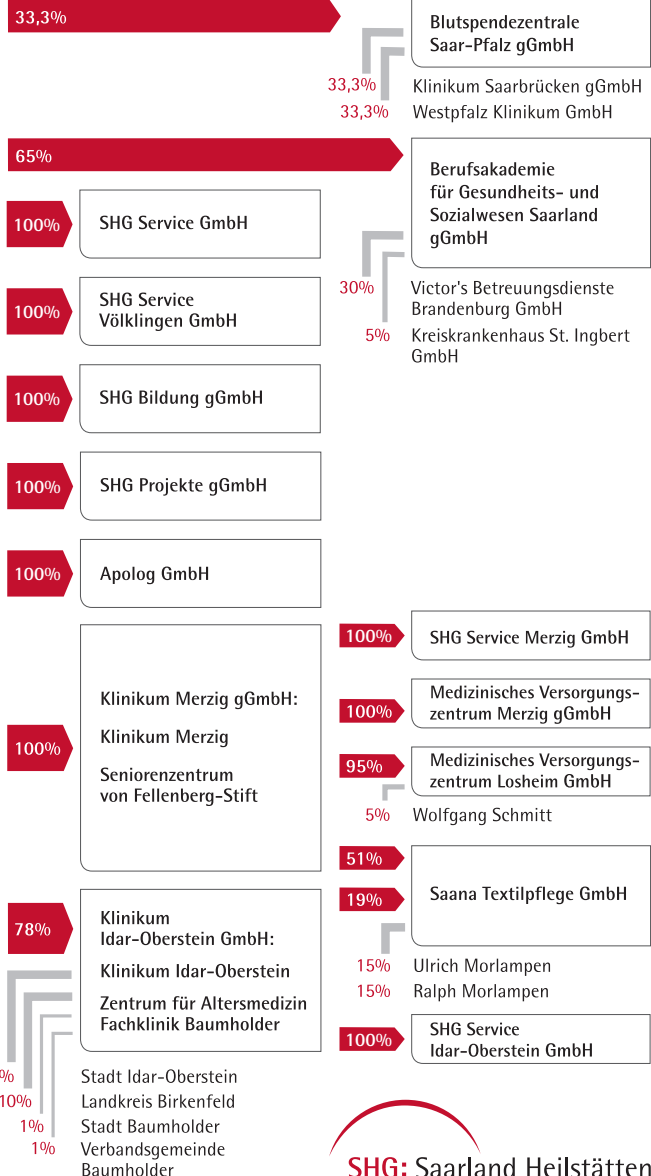 33,3%
Blutspendezentrale
Saar-Pfalz gGmbH
33,3% Klinikum Saarbrücken gGmbH
33,3% Westpfalz Klinikum GmbH
65%
Berufsakademie
für Gesundheits- und
Sozialwesen Saarland
gGmbH
30% Victor's Betreuungsdienste
Brandenburg GmbH
5% Kreiskrankenhaus St. Ingbert
GmbH
100% SHG Service GmbH
100% SHG Service
Völklingen GmbH
100% SHG Bildung gGmbH
100% SHG Projekte gGmbH
100% Apolog GmbH
100%
Klinikum Merzig gGmbH:
Klinikum Merzig
Seniorenzentrum
von Fellenberg-Stift
100% SHG Service Merzig GmbH
100% Medizinisches Versorgungs-
zentrum Merzig gGmbH
95% Medizinisches Versorgungs-
zentrum Losheim GmbH
5% Wolfgang Schmitt
51%
19% Saana Textilpflege GmbH
15% Ulrich Morlampen
15% Ralph Morlampen
78%
Klinikum
Idar-Oberstein GmbH:
Klinikum Idar-Oberstein
Zentrum für Altersmedizin
Fachklinik Baumholder
100% SHG Service
Idar-Oberstein GmbH
% Stadt Idar-Oberstein
10% Landkreis Birkenfeld
1% Stadt Baumholder
1% Verbandsgemeinde
Baumholder
SHG: Saarland Heilstätten